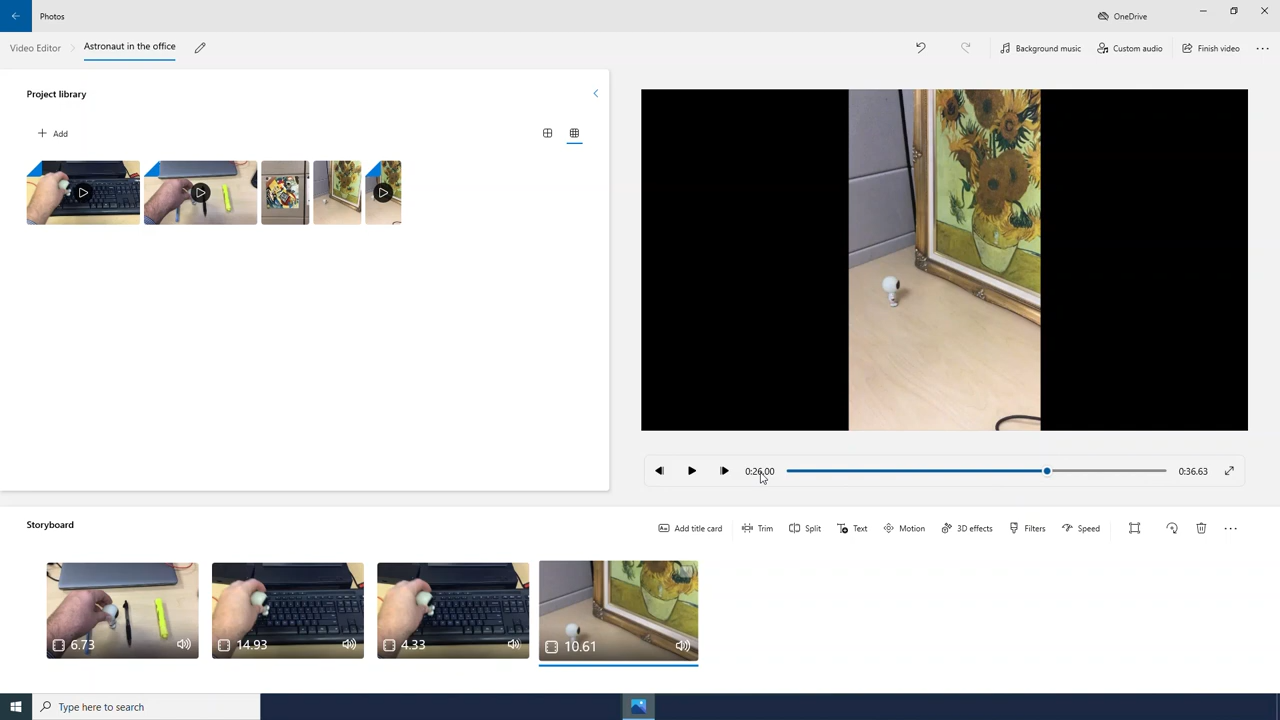 Photos
OneDrive
Video Editor
Astronaut in the office
Background music
Custom audio
Finish video
Project library
Add
0:26.00
0:36.63
Storyboard
Add title card
Trim
Split
Text
Motion
3D effects
Filters
Speed
6.73
14.93
4.33
10.61
Type here to search